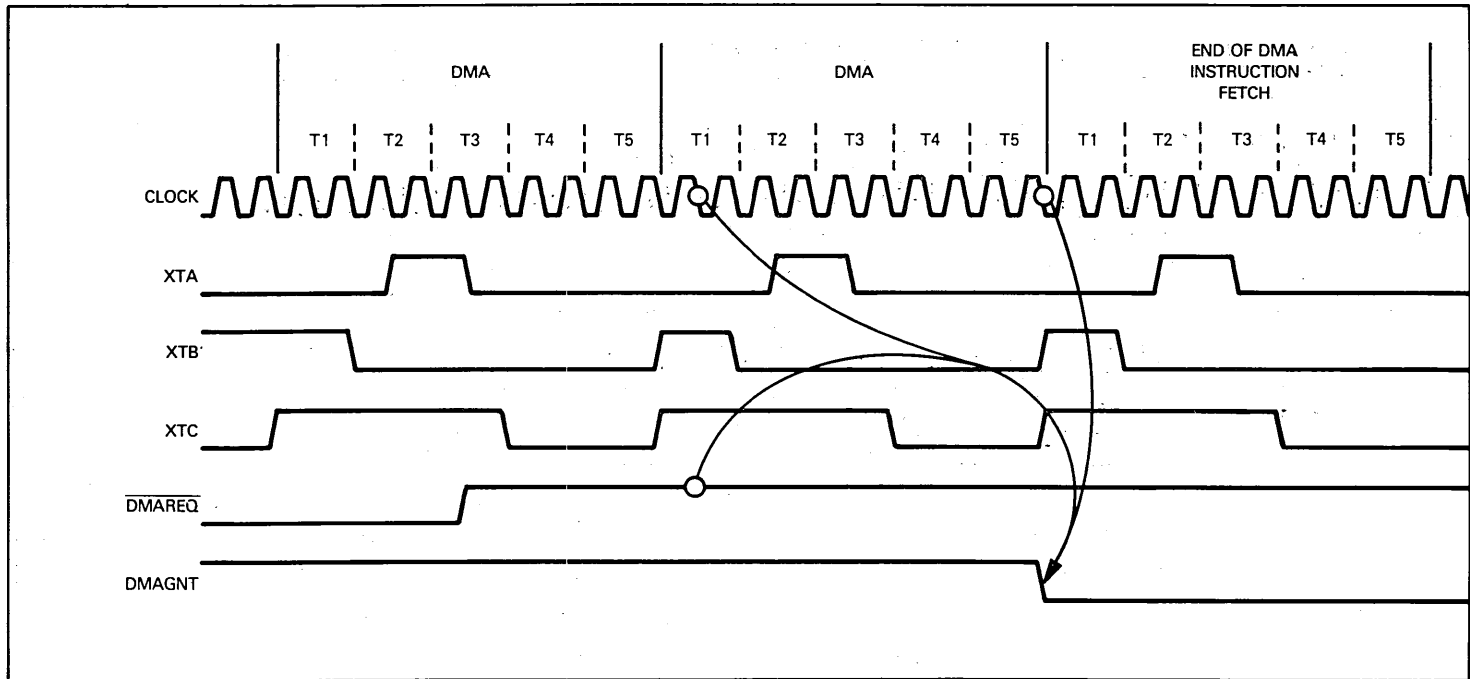 DMA
DMA
END OF DMA
INSTRUCTION
FETCH
T1 T2 T3 T4 T5 T1 T2 T3 T4 T5 T1 T2 T3 T4 T5
CLOCK
XTA
XTB
XTC
DMAREQ
DMAGNT